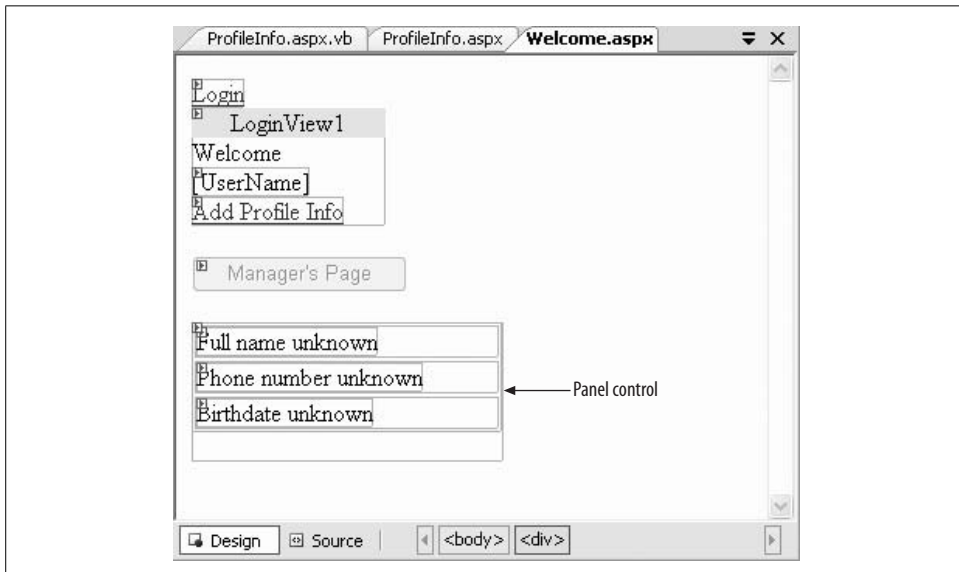 ProfileInfo.aspx.vb ProfileInfo.aspx Welcome.aspx
Login
LoginView1
Welcome
[UserName]
Add Profile Info
Manager's Page
Full name unknown
Phone number unknown
Panel control
Birthdate unknown
Design Source <body> <div>